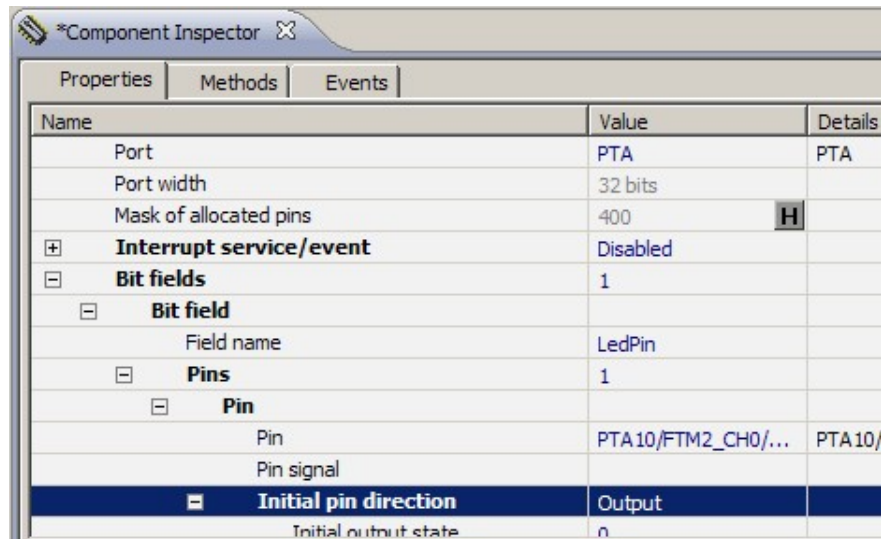 *Component Inspector
Properties Methods Events
Name Value Details
Port PTA PTA
Port width 32 bits
Mask of allocated pins 400 H
Interrupt service/event Disabled
Bit fields 1
Bit field
Field name LedPin
Pins 1
Pin
Pin PTA10/FTM2_CH0/... PTA10/
Pin signal
Initial pin direction Output
Initial output state 0